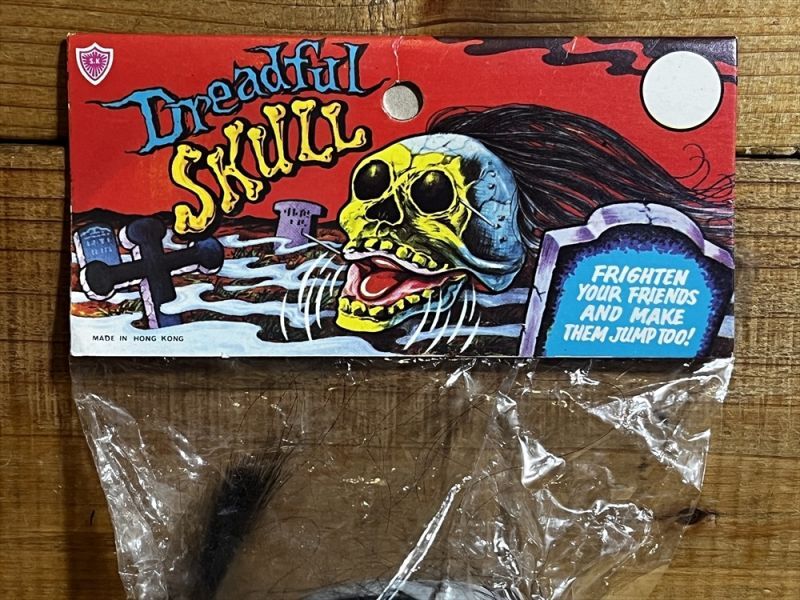 S.K
Dreadful
SKULL
FRIGHTEN
YOUR FRIENDS
AND MAKE
THEM JUMP TOO!
MADE IN HONG KONG